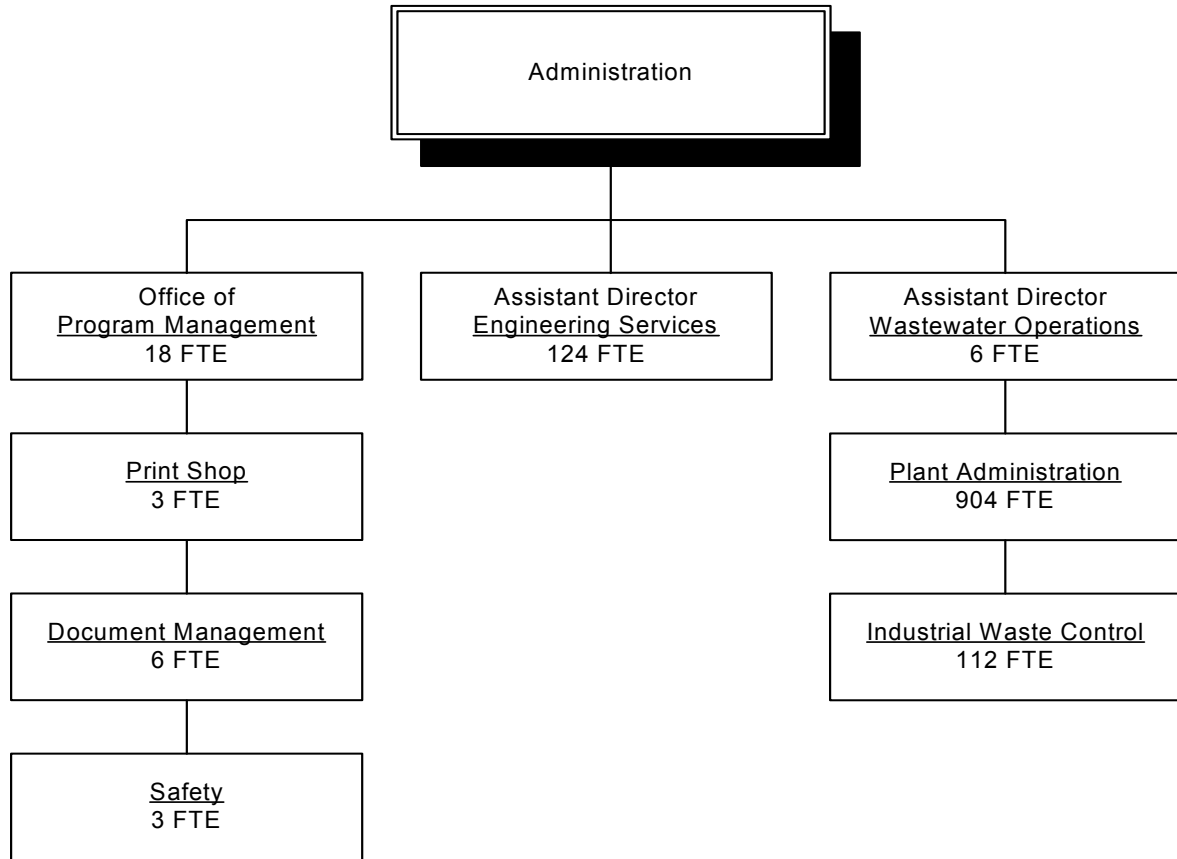 Administration
Office of
Program Management
18 FTE
Assistant Director
Engineering Services
124 FTE
Assistant Director
Wastewater Operations
6 FTE
Print Shop
3 FTE
Plant Administration
904 FTE
Document Management
6 FTE
Industrial Waste Control
112 FTE
Safety
3 FTE